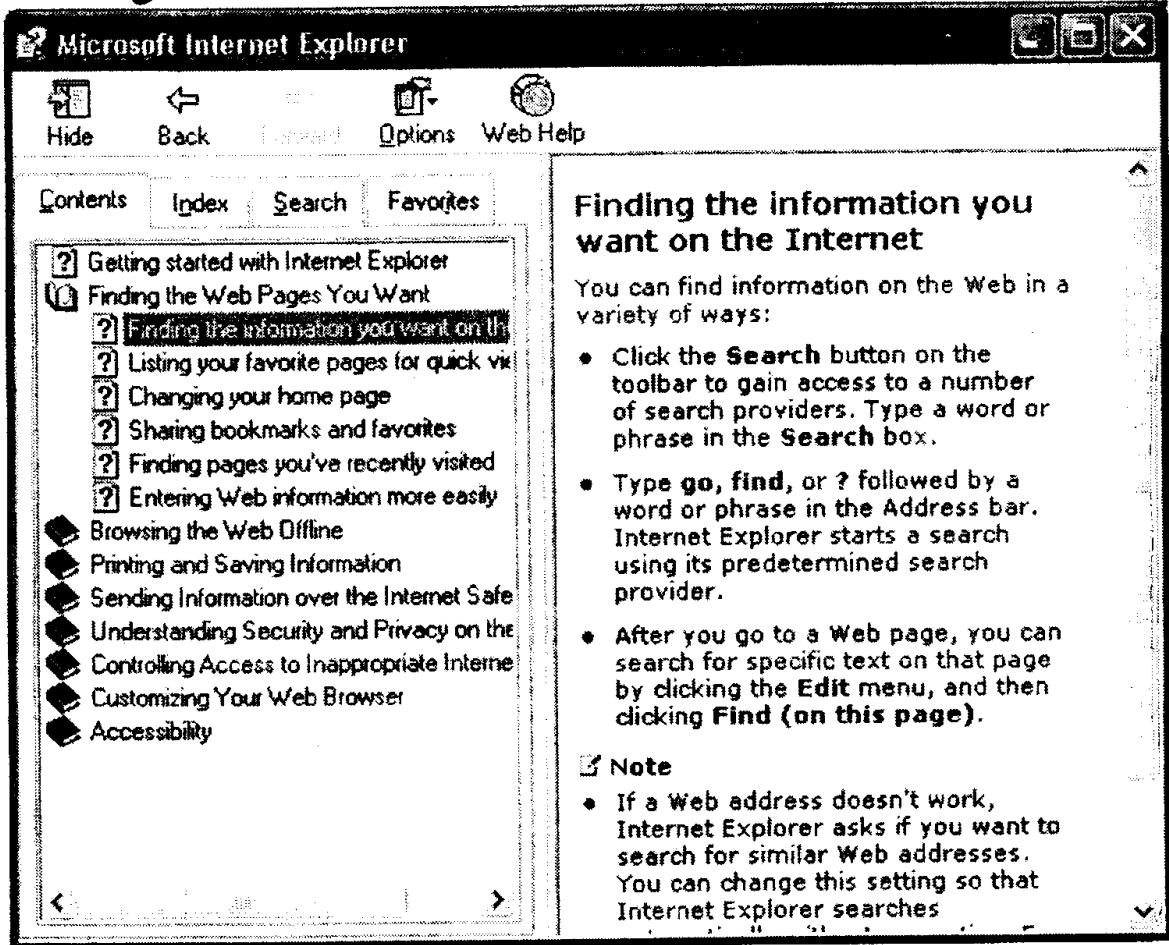 Microsoft Internet Explorer
Hide Back Forward Options Web Help
Contents Index Search Favorites
Getting started with Internet Explorer
Finding the Web Pages You Want
Finding the information you want on th
Listing your favorite pages for quick vie
Changing your home page
Sharing bookmarks and favorites
Finding pages you've recently visited
Entering Web information more easily
Browsing the Web Offline
Printing and Saving Information
Sending Information over the Internet Safe
Understanding Security and Privacy on the
Controlling Access to Inappropriate Interne
Customizing Your Web Browser
Accessibility
Finding the information you
want on the Internet
You can find information on the Web in a
variety of ways:
• Click the Search button on the
toolbar to gain access to a number
of search providers. Type a word or
phrase in the Search box.
• Type go, find, or ? followed by a
word or phrase in the Address bar.
Internet Explorer starts a search
using its predetermined search
provider.
• After you go to a Web page, you can
search for specific text on that page
by clicking the Edit menu, and then
clicking Find (on this page).
Note
• If a Web address doesn't work,
Internet Explorer asks if you want to
search for similar Web addresses.
You can change this setting so that
Internet Explorer searches